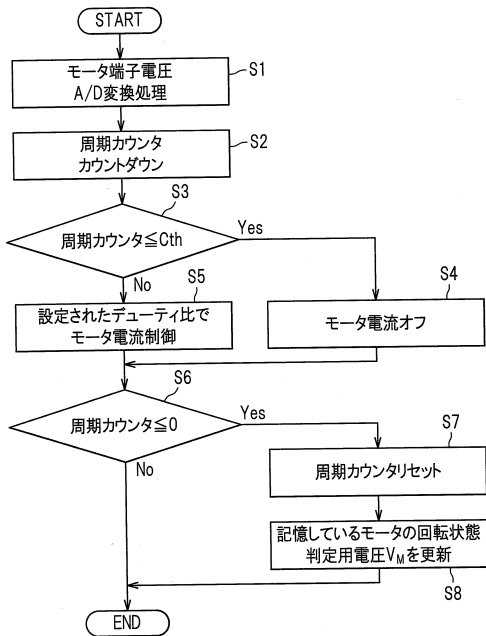 START
モータ端子電圧
A/D変換処理
S1
周期カウンタ
カウントダウン
S2
S3
周期カウンタ≦Cth
Yes
No
S5
設定されたデューティ比で
モータ電流制御
S4
モータ電流オフ
S6
周期カウンタ≦0
Yes
No
S7
周期カウンタリセット
記憶しているモータの回転状態
判定用電圧VMを更新
S8
END